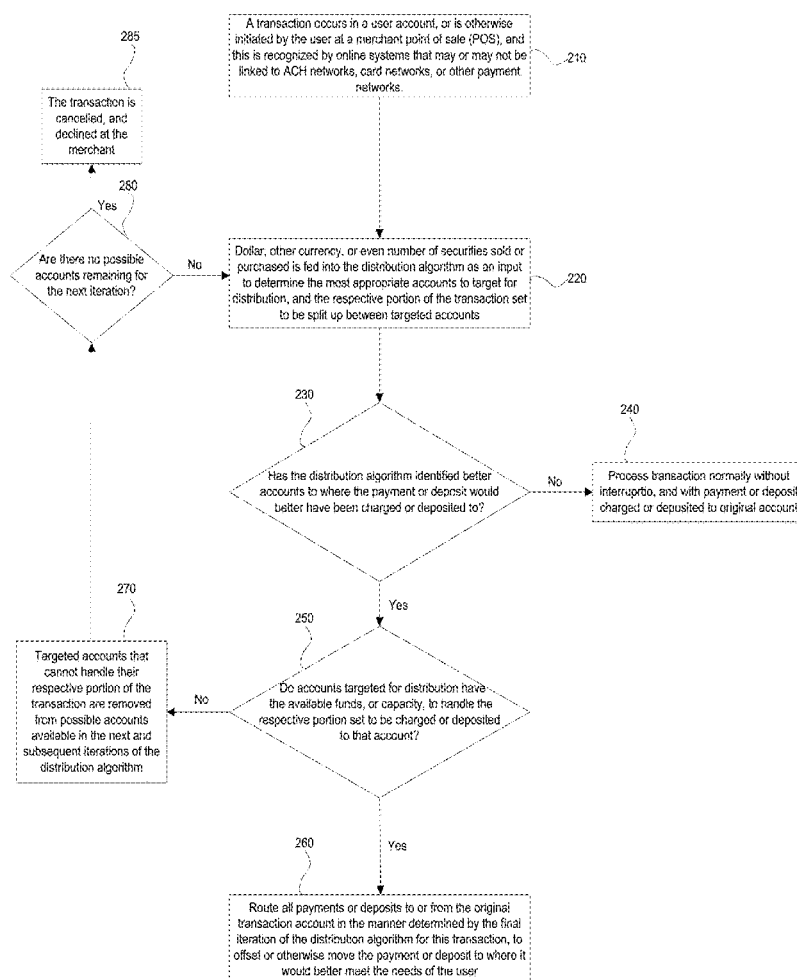 A transaction occurs in a user account, or is otherwise
initiated by the user at a merchant point of sale (POS), and
this is recognized by online systems that may or may not be
linked to ACH networks, card networks, or other payment
networks.
210
285
The transaction is
cancelled, and
declined at the
merchant
280
Yes
Are there no possible
accounts remaining for
the next iteration?
No
Dollar, other currency, or even number of securities sold or
purchased is fed into the distribution algorithm as an input
to determine the most appropriate accounts to target for
distribution, and the respective portion of the transaction set
to be split up between targeted accounts
220
230
Has the distribution algorithm identified better
accounts to where the payment or deposit would
better have been charged or deposited to?
No
240
Process transaction normally without
interruptio, and with payment or deposit
charged or deposited to original account
Yes
250
Do accounts targeted for distribution have
the available funds, or capacity, to handle the
respective portion set to be charged or deposited
to that account?
No
270
Targeted accounts that
cannot handle their
respective portion of the
transaction are removed
from possible accounts
available in the next and
subsequent iterations of the
distribution algorithm
Yes
260
Route all payments or deposits to or from the original
transaction account in the manner determined by the final
iteration of the distribution algorithm for this transaction, to
offset or otherwise move the payment or deposit to where it
would better meet the needs of the user